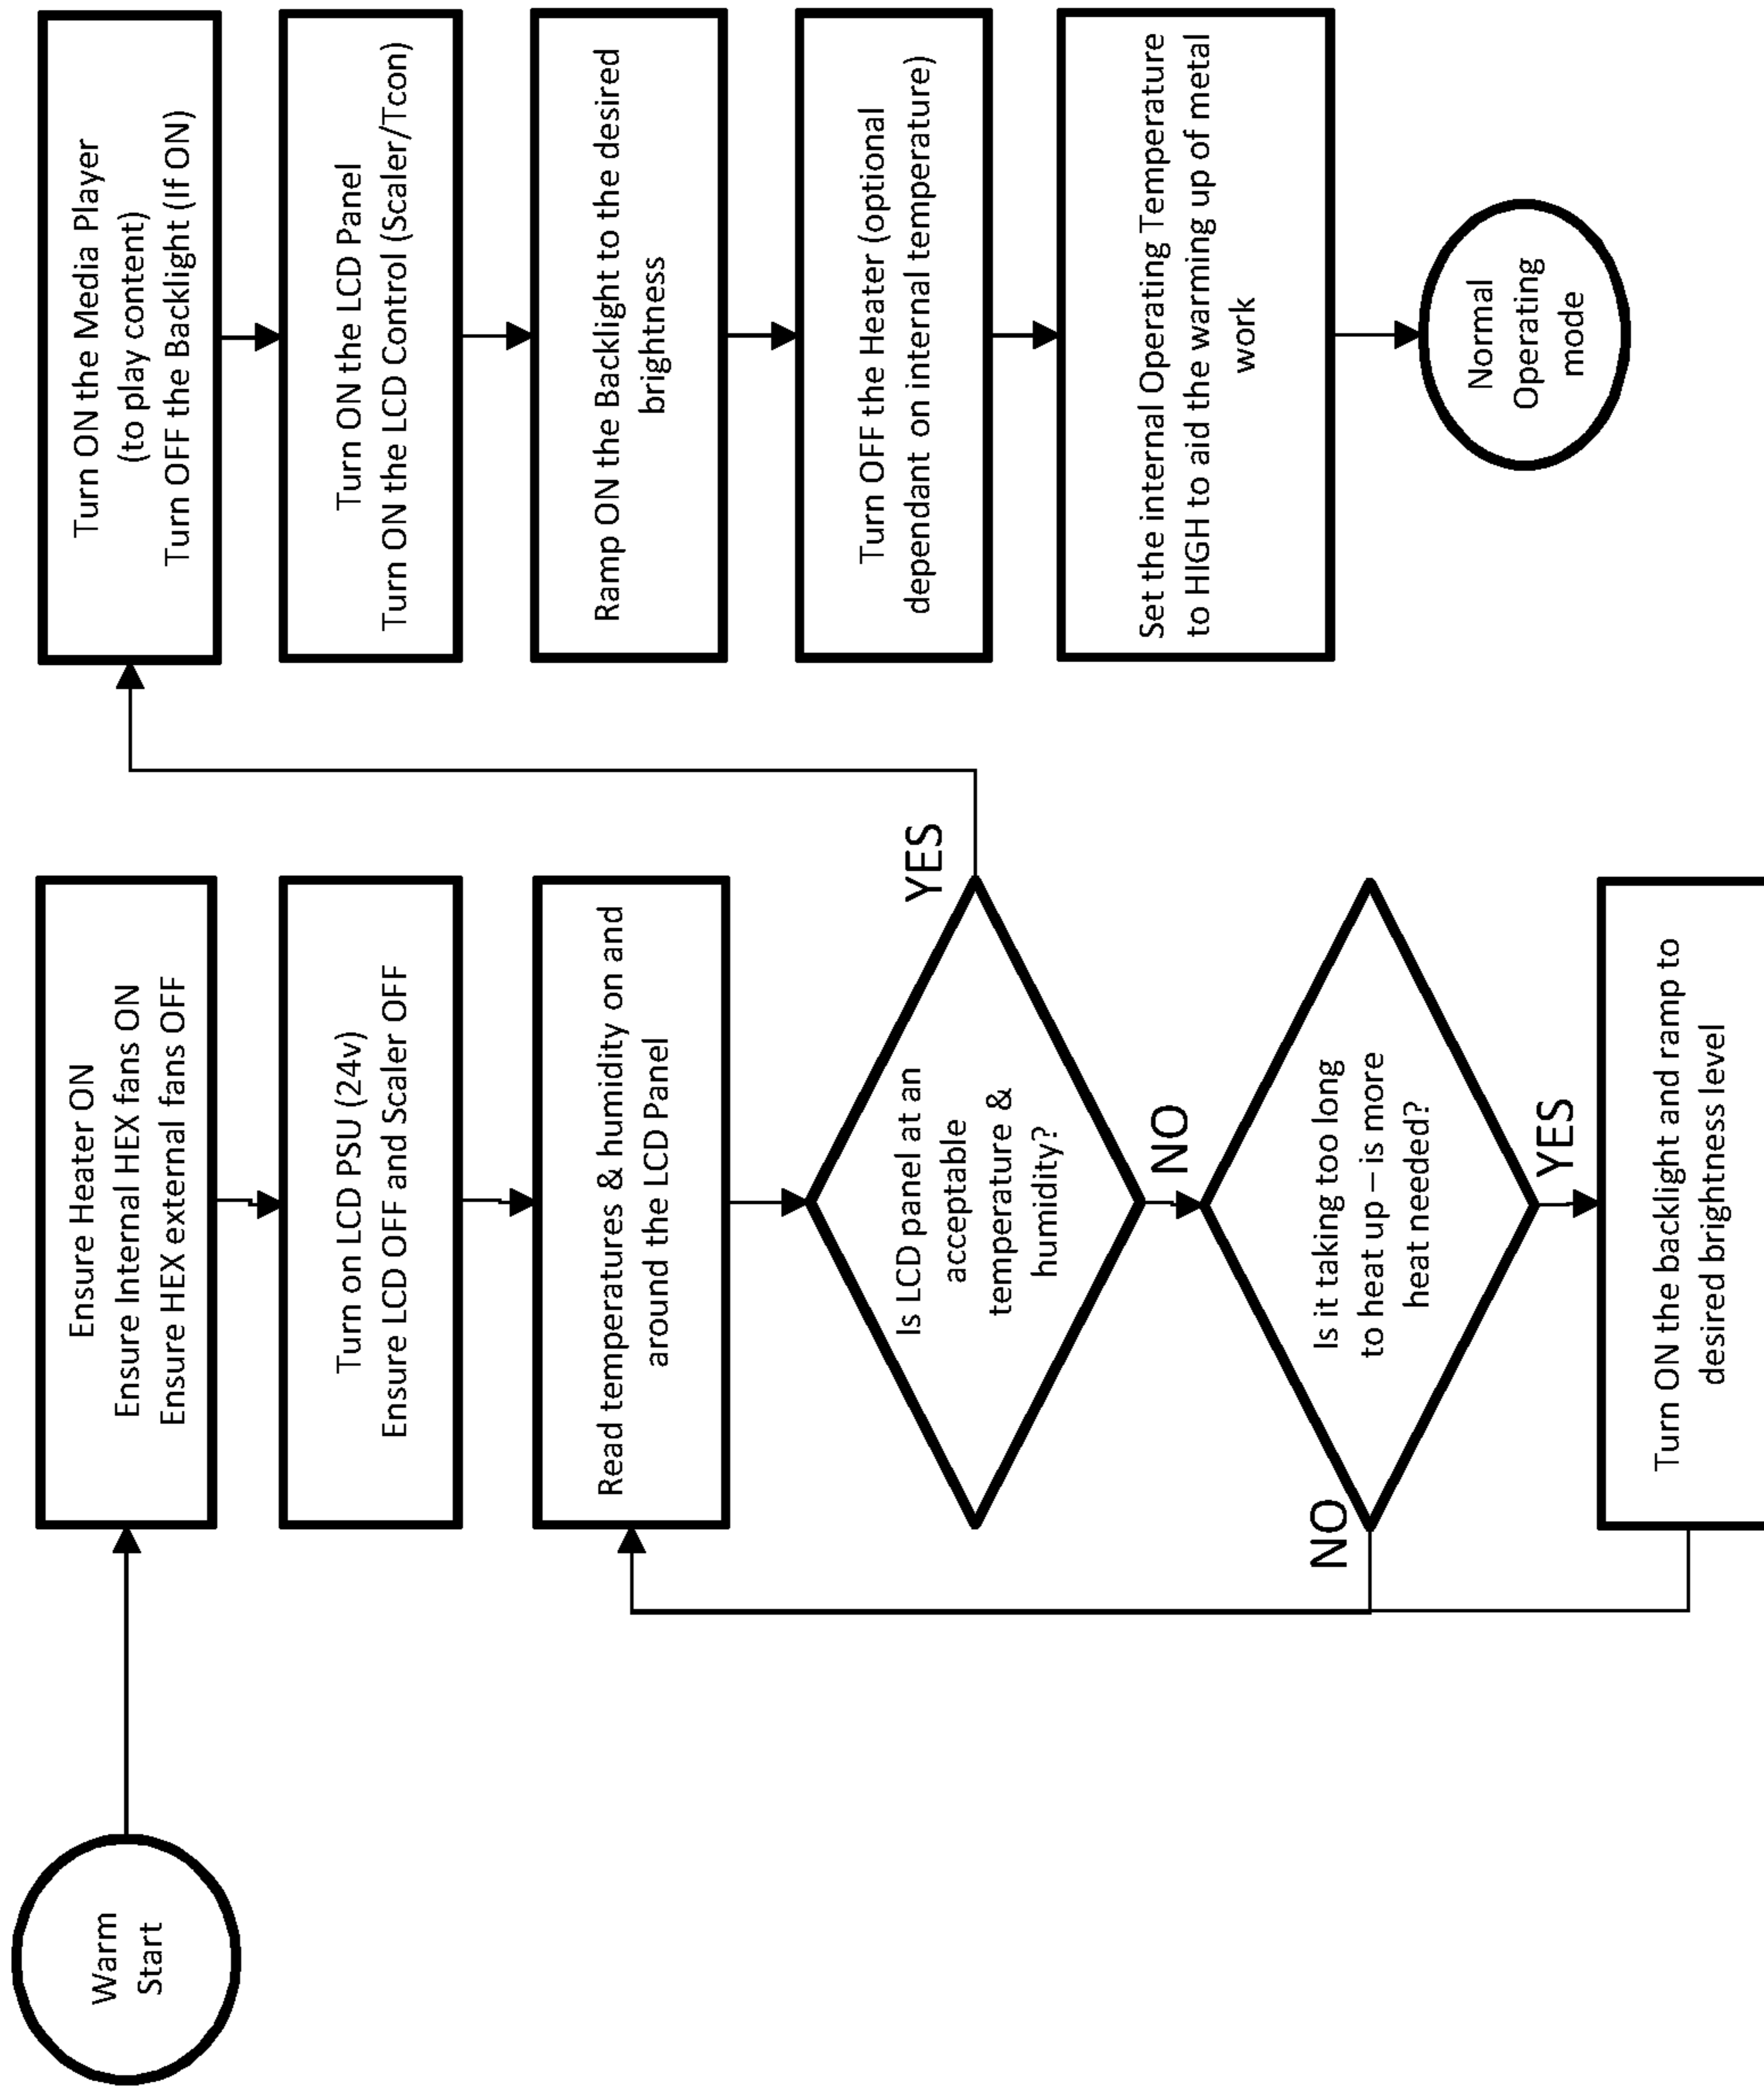 Warm
Start
Ensure Heater ON
Ensure Internal HEX fans ON
Ensure HEX external fans OFF
Turn on LCD PSU (24v)
Ensure LCD OFF and Scaler OFF
Read temperatures & humidity on and
around the LCD Panel
Is LCD panel at an
acceptable
temperature &
humidity?
YES
NO
Is it taking too long
to heat up – is more
heat needed?
NO
YES
Turn ON the backlight and ramp to
desired brightness level
Turn ON the Media Player
(to play content)
Turn OFF the Backlight (If ON)
Turn ON the LCD Panel
Turn ON the LCD Control (Scaler/Tcon)
Ramp ON the Backlight to the desired
brightness
Turn OFF the Heater (optional
dependant on internal temperature)
Set the internal Operating Temperature
to HIGH to aid the warming up of metal
work
Normal
Operating
mode